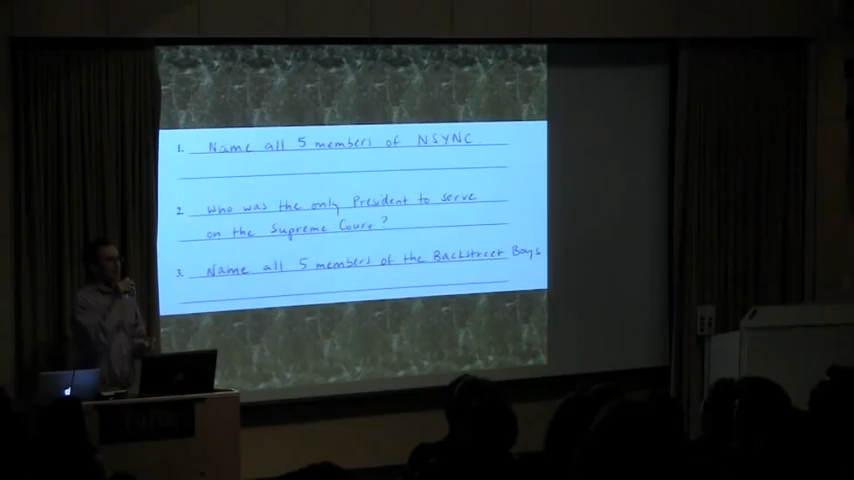 1. Name all 5 members of NSYNC
2. Who was the only President to serve
on the Supreme Court?
3. Name all 5 members of the Backstreet Boys